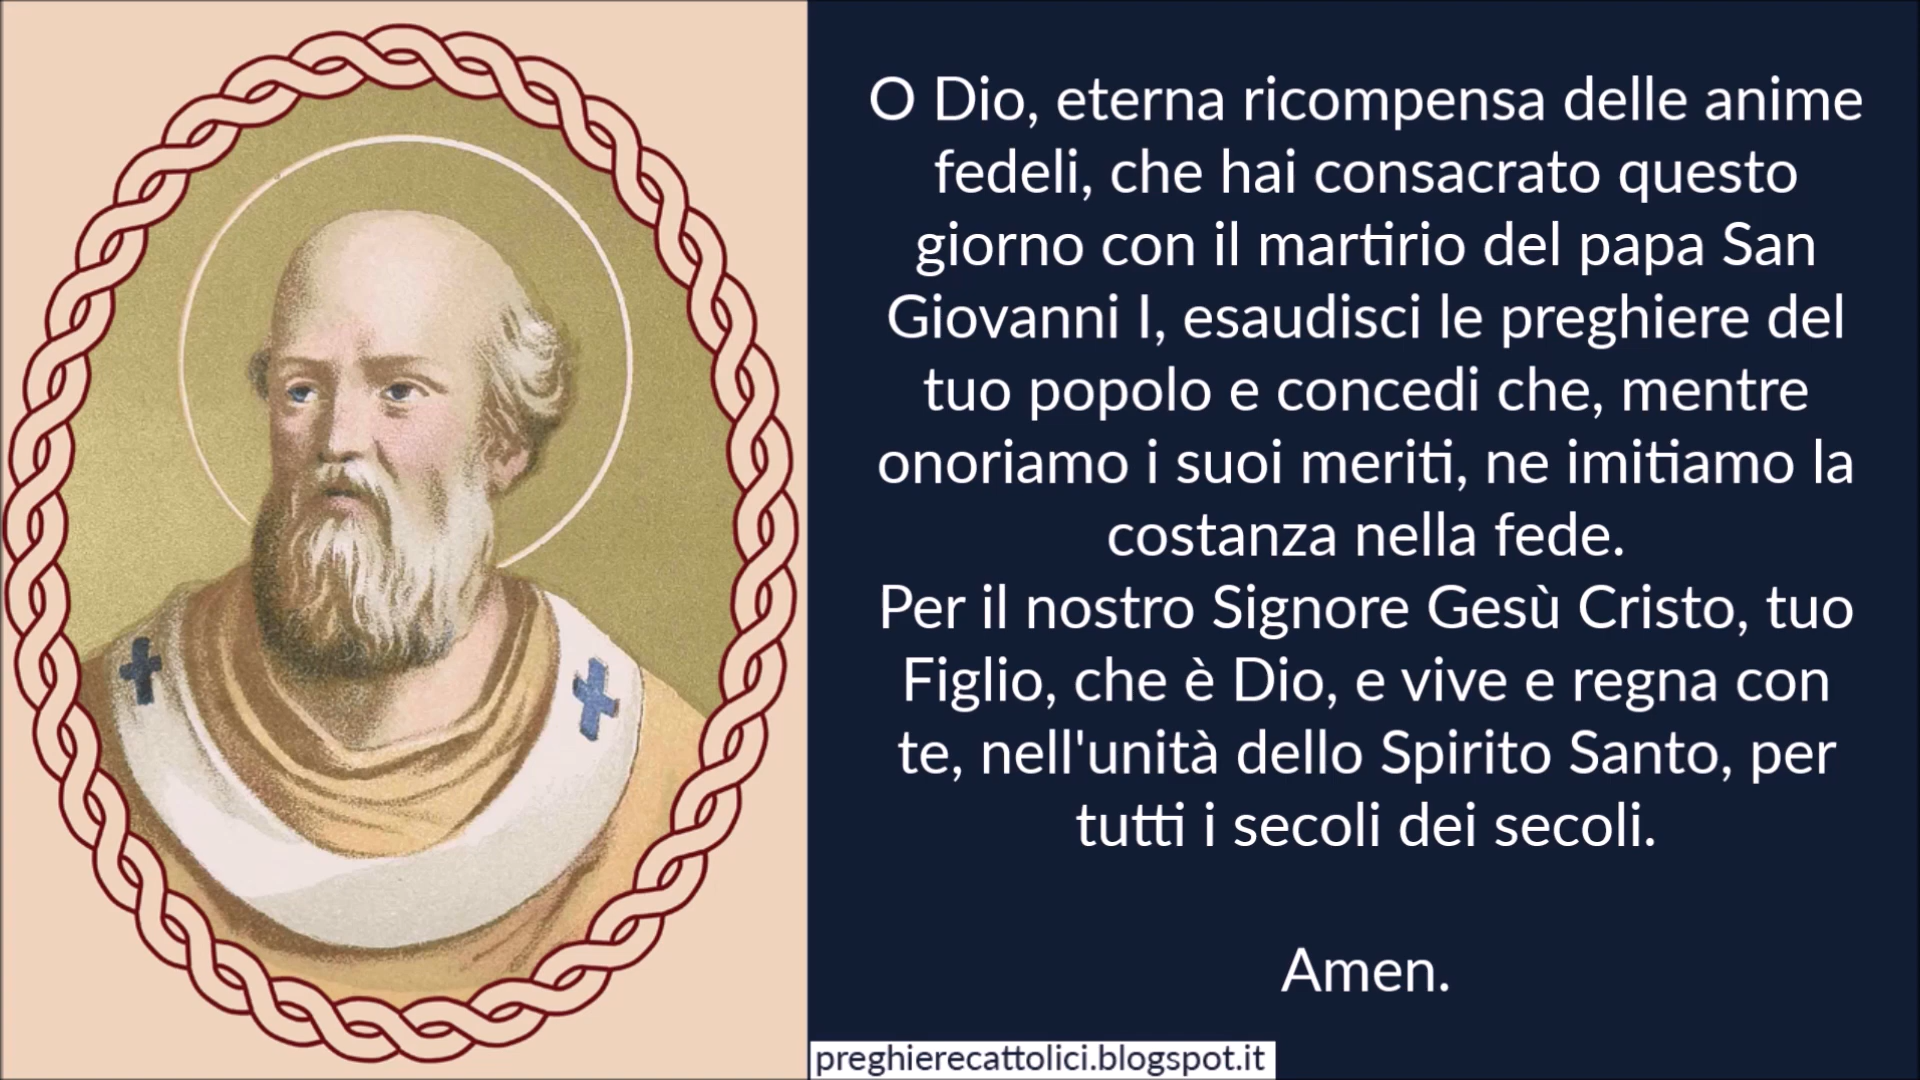 O Dio, eterna ricompensa delle anime
fedeli, che hai consacrato questo
giorno con il martirio del papa San
Giovanni I, esaudisci le preghiere del
tuo popolo e concedi che, mentre
onoriamo i suoi meriti, ne imitiamo la
costanza nella fede.
Per il nostro Signore Gesù Cristo, tuo
Figlio, che è Dio, e vive e regna con
te, nell'unità dello Spirito Santo, per
tutti i secoli dei secoli.
Amen.
preghierecattolici.blogspot.it